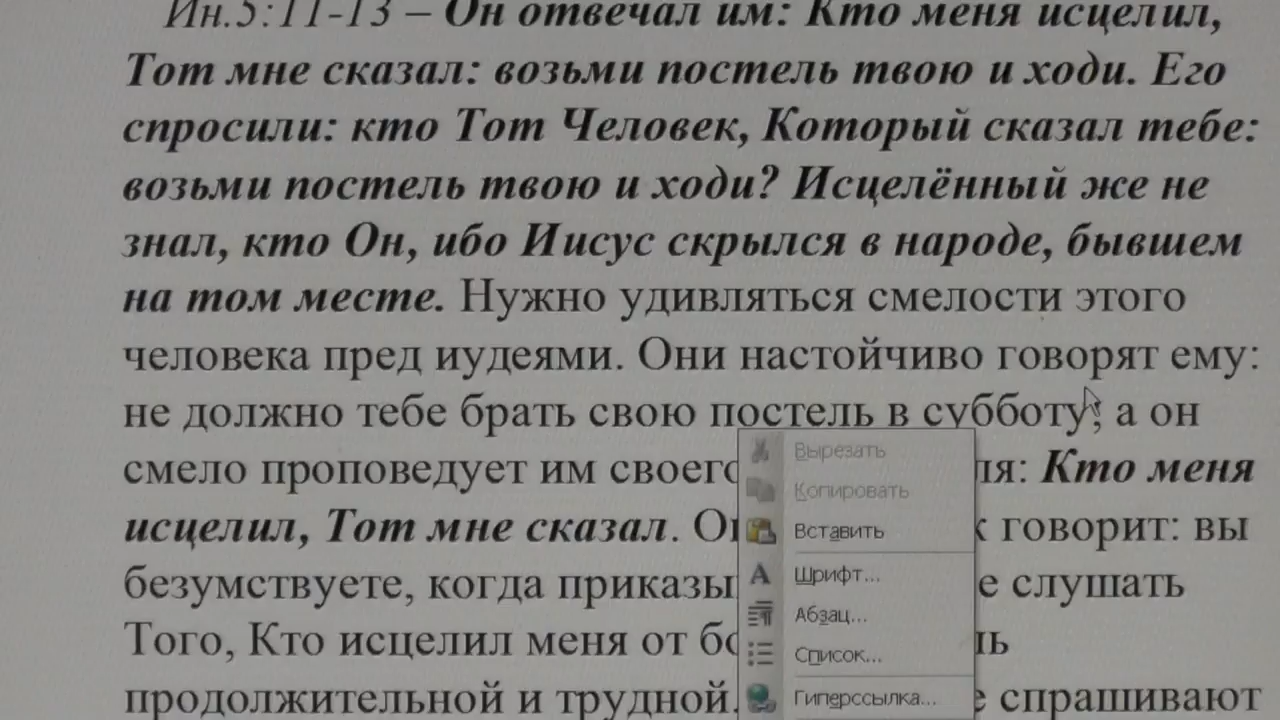 Ин.5:11-13 – Он отвечал им: Кто меня исцелил,
Тот мне сказал: возьми постель твою и ходи. Его
спросили: кто Тот Человек, Который сказал тебе:
возьми постель твою и ходи? Исцелённый же не
знал, кто Он, ибо Иисус скрылся в народе, бывшем
на том месте. Нужно удивляться смелости этого
человека пред иудеями. Они настойчиво говорят ему:
не должно тебе брать свою постель в субботу; а он
смело проповедует им своего ля: Кто меня
исцелил, Тот мне сказал. говорит: вы
безумствуете, когда приказы е слушать
Того, Кто исцелил меня от
продолжительной и трудной спрашивают
Вырезать
Копировать
Вставить
Шрифт...
Абзац...
Список...
Гиперссылка...